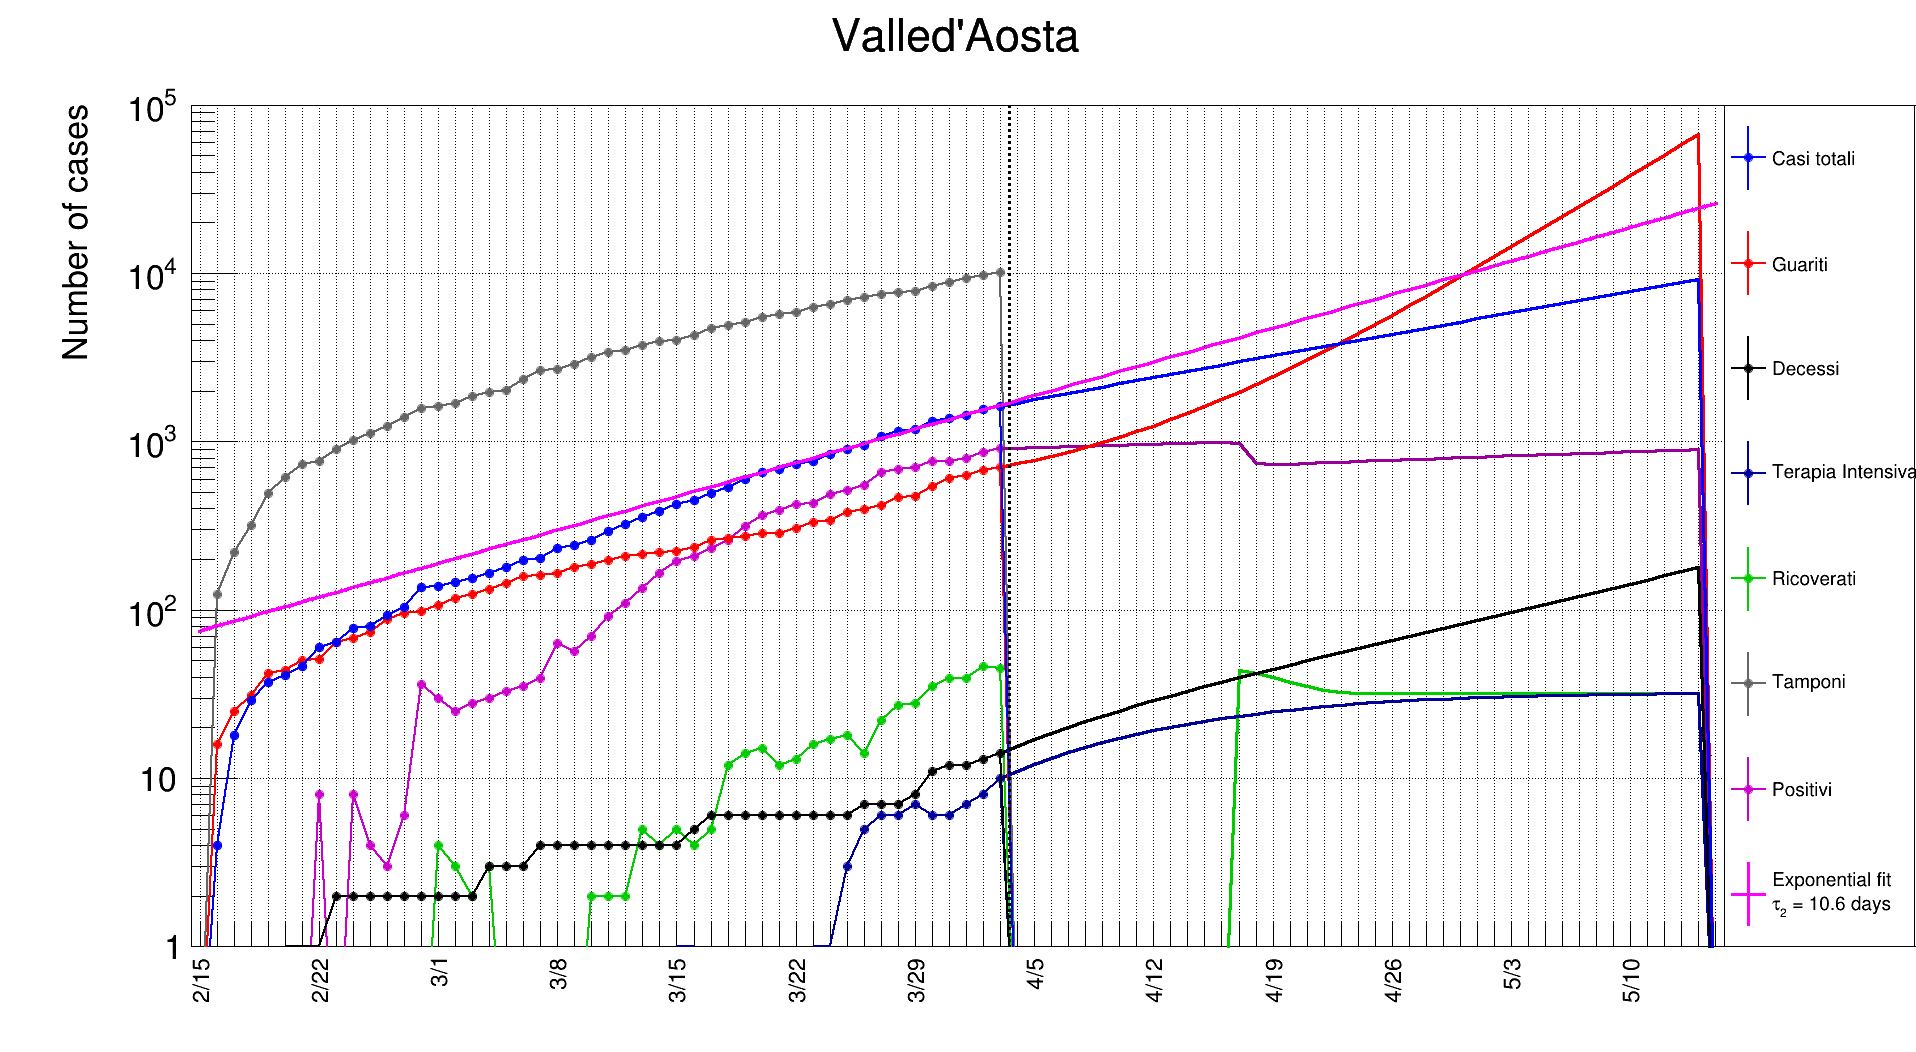 Valled'Aosta
Number of cases
10^5
10^4
10^3
10^2
10
1
2/15
2/22
3/1
3/8
3/15
3/22
3/29
4/5
4/12
4/19
4/26
5/3
5/10
Casi totali
Guariti
Decessi
Terapia Intensiva
Ricoverati
Tamponi
Positivi
Exponential fit
τ_2 = 10.6 days